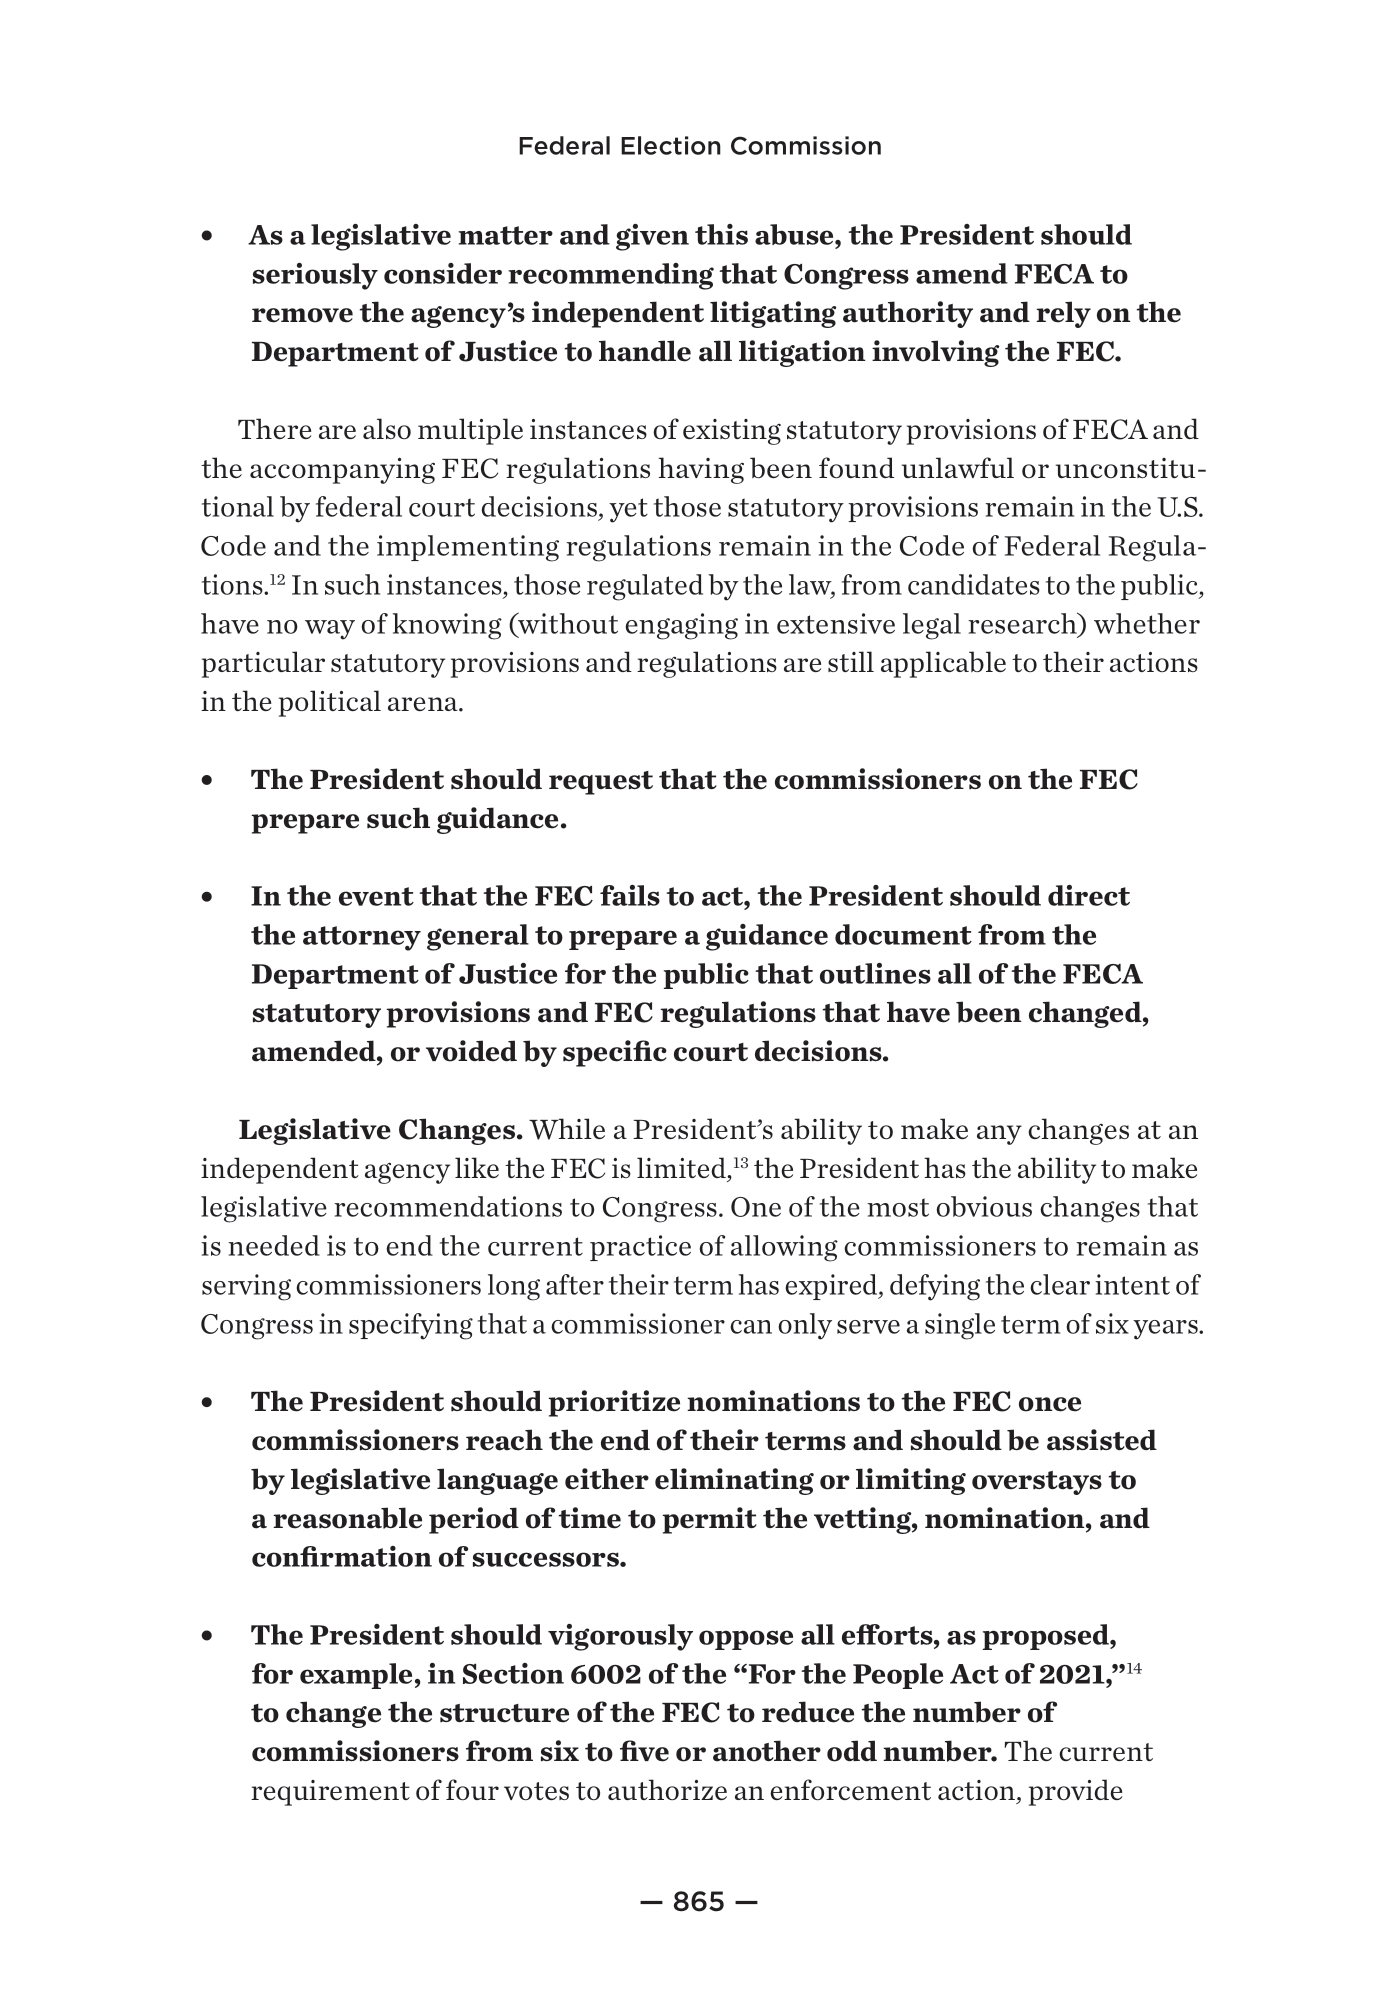 Federal Election Commission
• As a legislative matter and given this abuse, the President should
seriously consider recommending that Congress amend FECA to
remove the agency’s independent litigating authority and rely on the
Department of Justice to handle all litigation involving the FEC.
There are also multiple instances of existing statutory provisions of FECA and
the accompanying FEC regulations having been found unlawful or unconstitu-
tional by federal court decisions, yet those statutory provisions remain in the U.S.
Code and the implementing regulations remain in the Code of Federal Regula-
tions.12 In such instances, those regulated by the law, from candidates to the public,
have no way of knowing (without engaging in extensive legal research) whether
particular statutory provisions and regulations are still applicable to their actions
in the political arena.
• The President should request that the commissioners on the FEC
prepare such guidance.
• In the event that the FEC fails to act, the President should direct
the attorney general to prepare a guidance document from the
Department of Justice for the public that outlines all of the FECA
statutory provisions and FEC regulations that have been changed,
amended, or voided by specific court decisions.
Legislative Changes. While a President’s ability to make any changes at an
independent agency like the FEC is limited,13 the President has the ability to make
legislative recommendations to Congress. One of the most obvious changes that
is needed is to end the current practice of allowing commissioners to remain as
serving commissioners long after their term has expired, defying the clear intent of
Congress in specifying that a commissioner can only serve a single term of six years.
• The President should prioritize nominations to the FEC once
commissioners reach the end of their terms and should be assisted
by legislative language either eliminating or limiting overstays to
a reasonable period of time to permit the vetting, nomination, and
confirmation of successors.
• The President should vigorously oppose all efforts, as proposed,
for example, in Section 6002 of the “For the People Act of 2021,”14
to change the structure of the FEC to reduce the number of
commissioners from six to five or another odd number. The current
requirement of four votes to authorize an enforcement action, provide
— 865 —